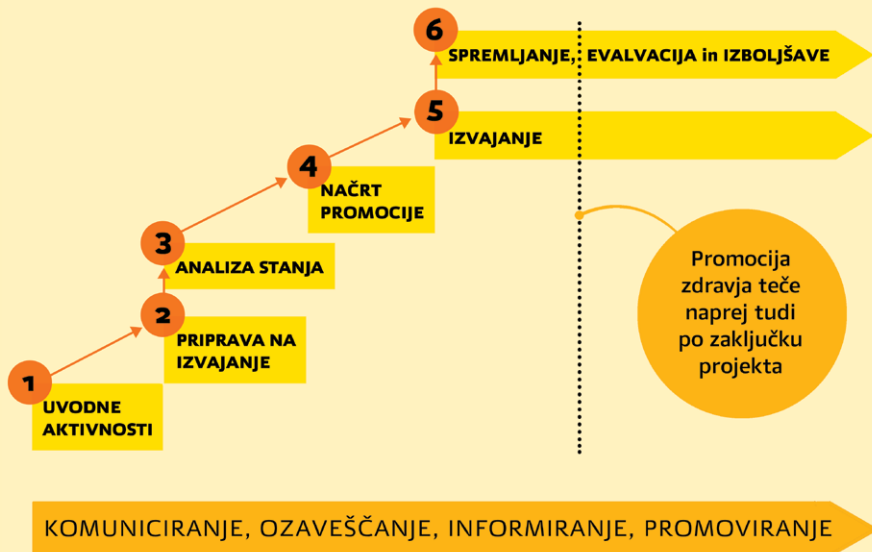 6
SPREMLJANJE, EVALVACIJA in IZBOLJŠAVE
5
IZVAJANJE
4
NAČRT
PROMOCIJE
3
ANALIZA STANJA
2
PRIPRAVA NA
IZVAJANJE
1
UVODNE
AKTIVNOSTI
Promocija
zdravja teče
naprej tudi
po zaključku
projekta
KOMUNICIRANJE, OZAVEŠČANJE, INFORMIRANJE, PROMOVIRANJE